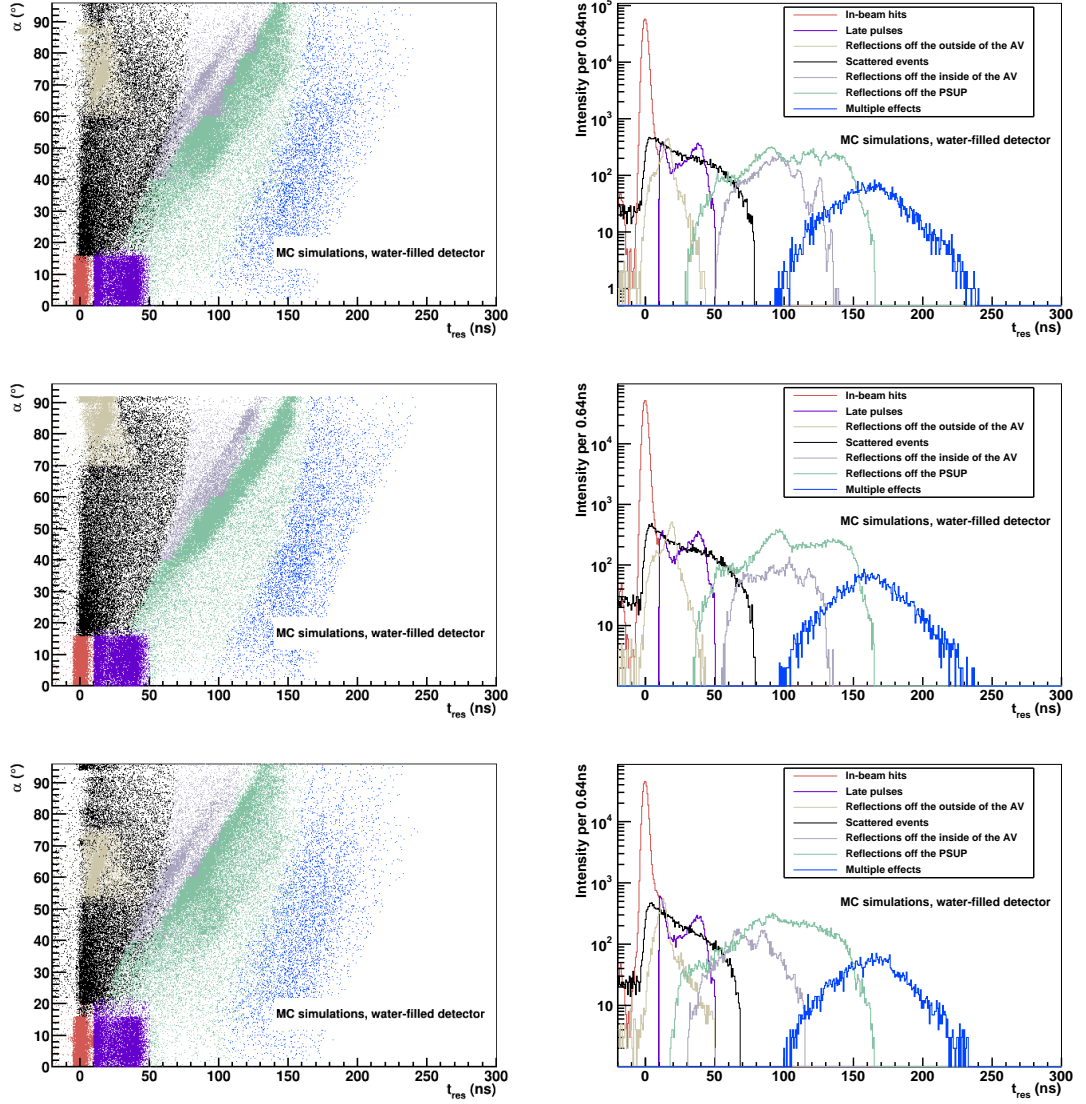 α (°)
90
80
70
60
50
40
30
20
10
0
MC simulations, water-filled detector
0 50 100 150 200 250 300
t_res (ns)
Intensity per 0.64ns
10^5
10^4
10^3
10^2
10
1
In-beam hits
Late pulses
Reflections off the outside of the AV
Scattered events
Reflections off the inside of the AV
Reflections off the PSUP
Multiple effects
MC simulations, water-filled detector
0 50 100 150 200 250 300
t_res (ns)
α (°)
90
80
70
60
50
40
30
20
10
0
MC simulations, water-filled detector
0 50 100 150 200 250 300
t_res (ns)
Intensity per 0.64ns
10^4
10^3
10^2
10
In-beam hits
Late pulses
Reflections off the outside of the AV
Scattered events
Reflections off the inside of the AV
Reflections off the PSUP
Multiple effects
MC simulations, water-filled detector
0 50 100 150 200 250 300
t_res (ns)
α (°)
90
80
70
60
50
40
30
20
10
0
MC simulations, water-filled detector
0 50 100 150 200 250 300
t_res (ns)
Intensity per 0.64ns
10^4
10^3
10^2
10
In-beam hits
Late pulses
Reflections off the outside of the AV
Scattered events
Reflections off the inside of the AV
Reflections off the PSUP
Multiple effects
MC simulations, water-filled detector
0 50 100 150 200 250 300
t_res (ns)